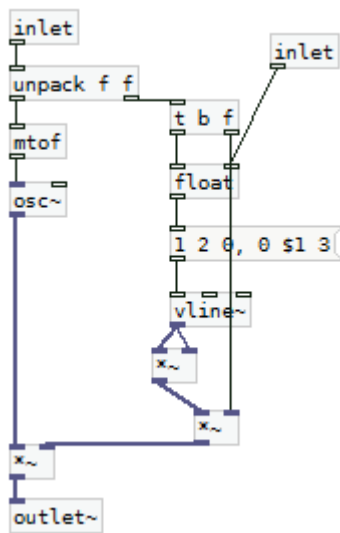 inlet
inlet
unpack f f
t b f
mtof
float
osc~
1 2 0, 0 $1 3
vline~
*~
*~
*~
outlet~